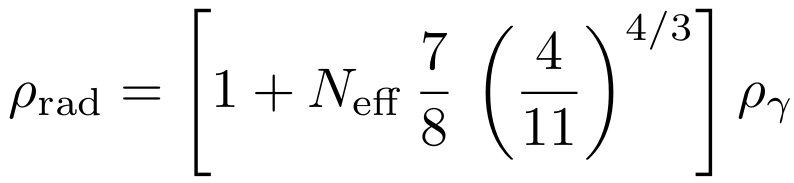 ρ_rad = [1 + N_eff 7/8 (4/11)^{4/3}] ρ_γ